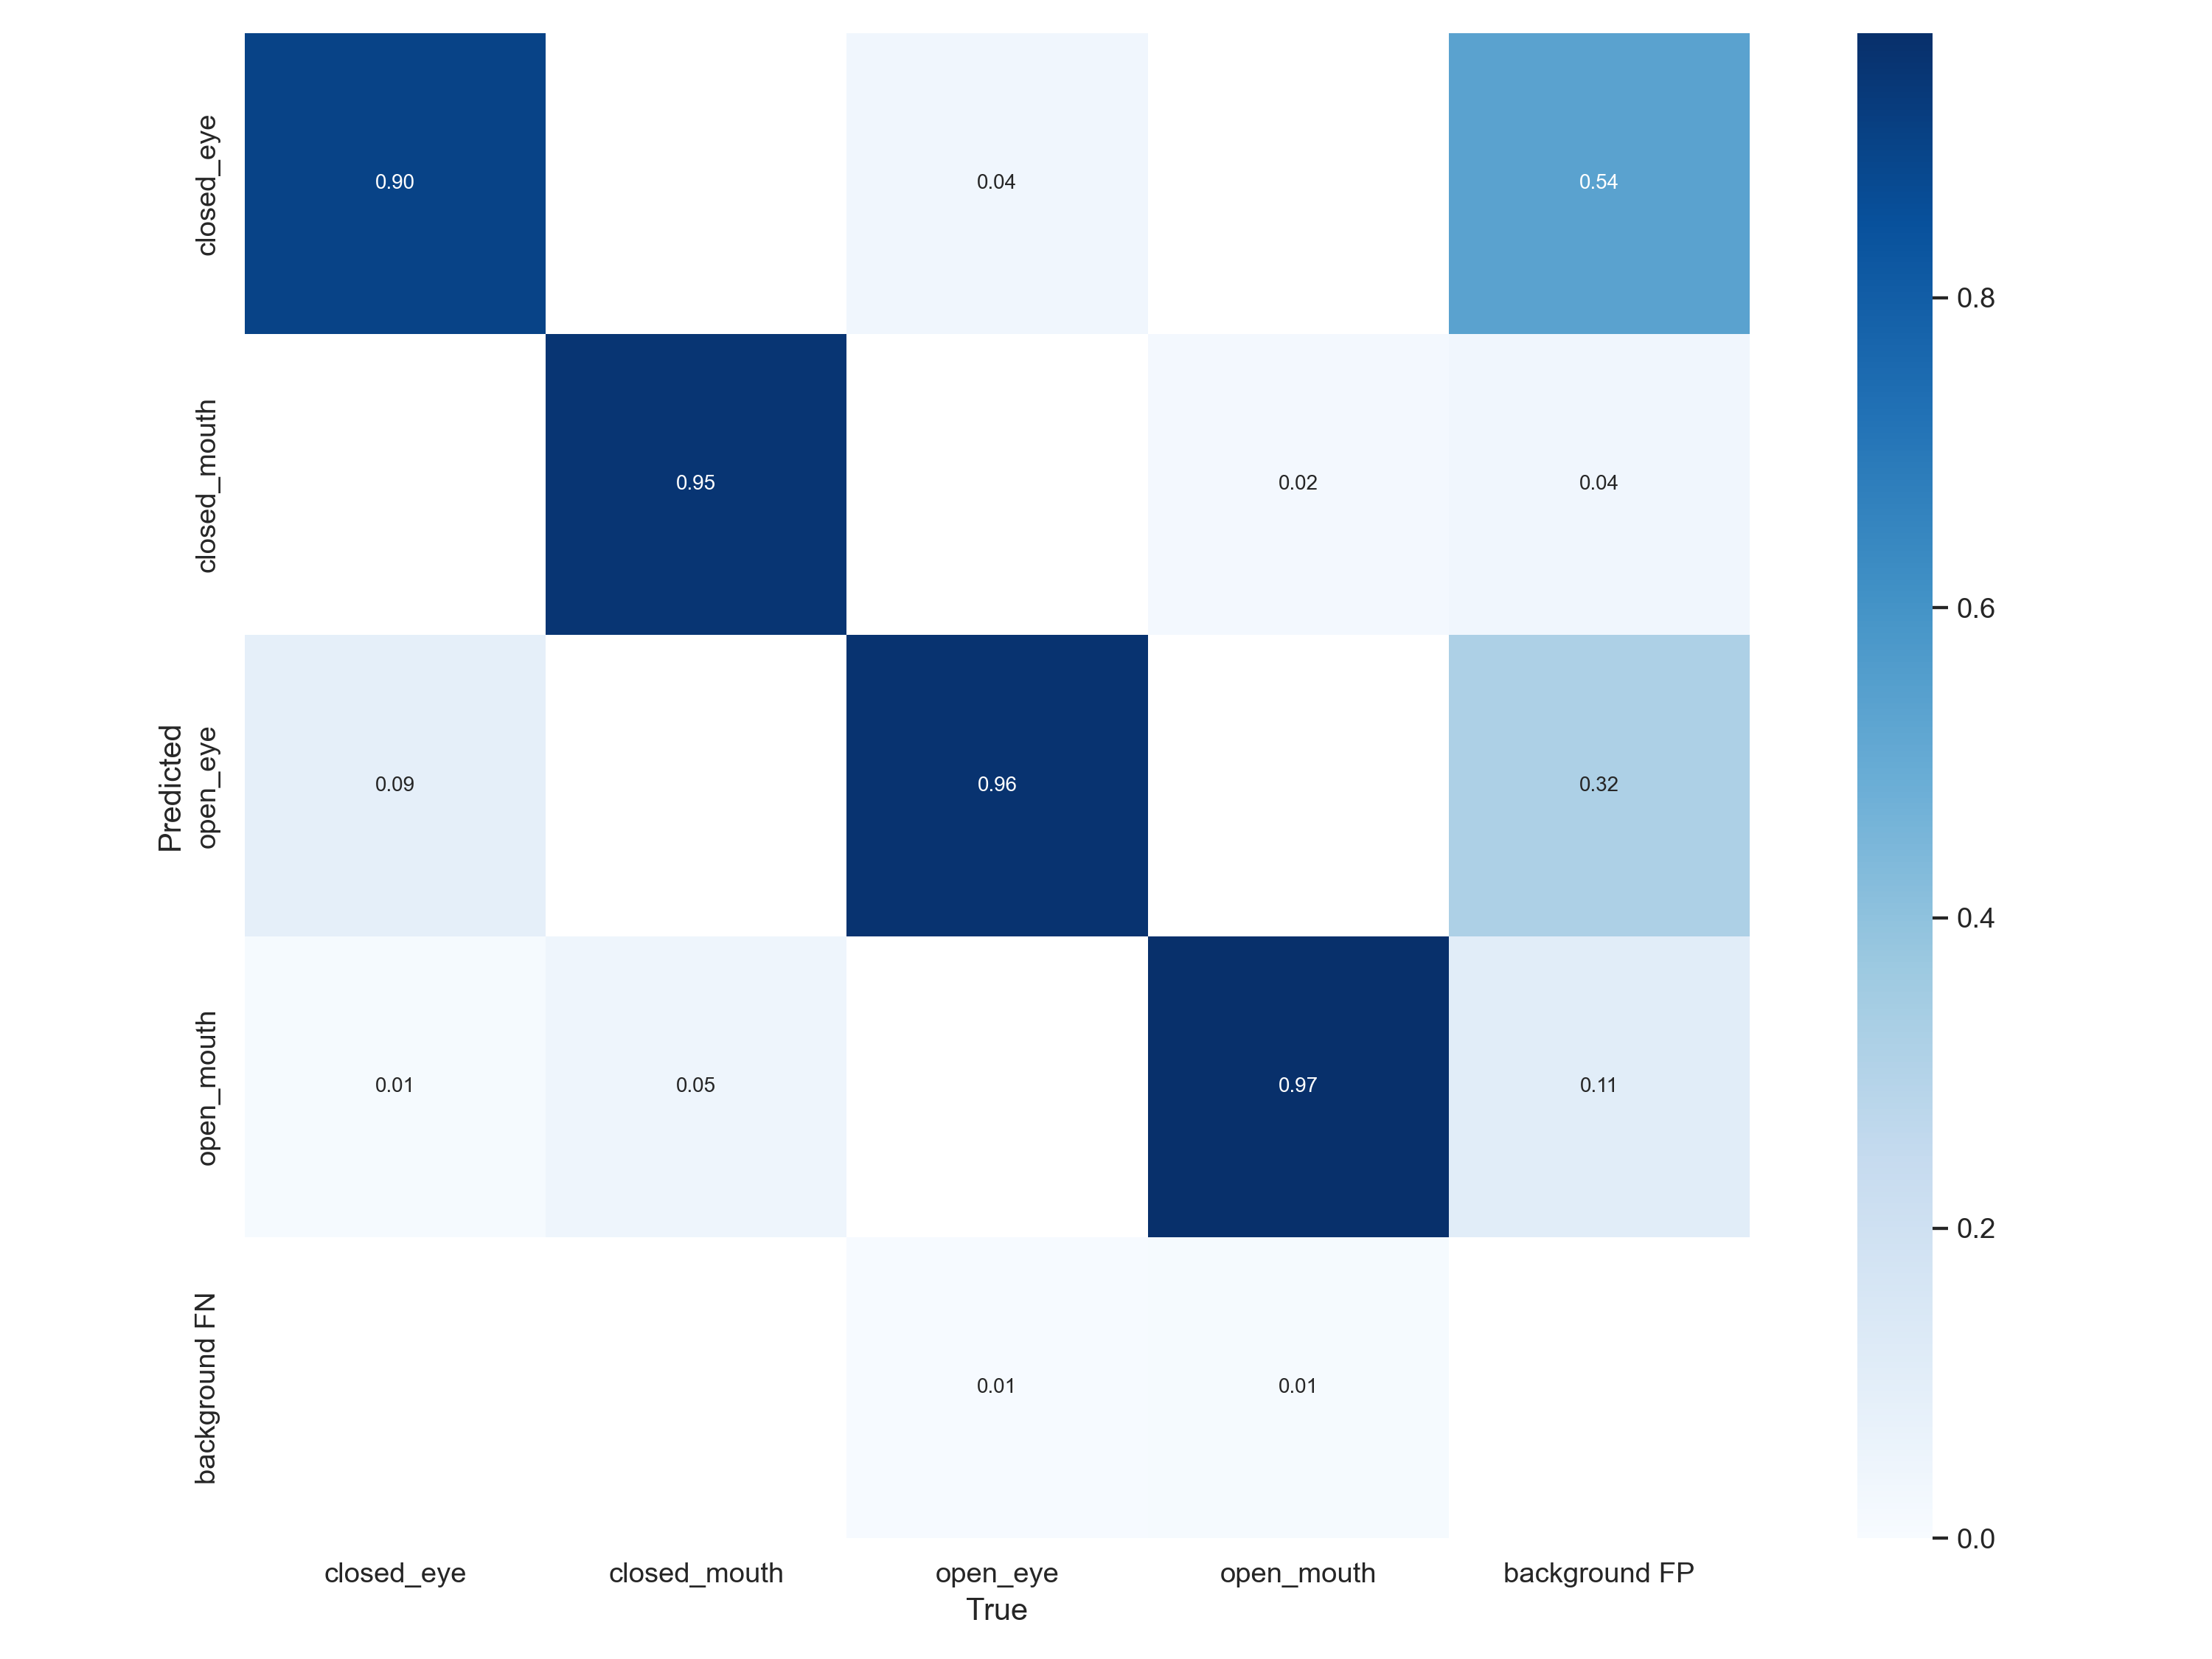 closed_eye
0.90
0.04
0.54
closed_mouth
0.95
0.02
0.04
Predicted
open_eye
0.09
0.96
0.32
open_mouth
0.01
0.05
0.97
0.11
background FN
0.01
0.01
closed_eye
closed_mouth
open_eye
open_mouth
background FP
True
0.8
0.6
0.4
0.2
0.0